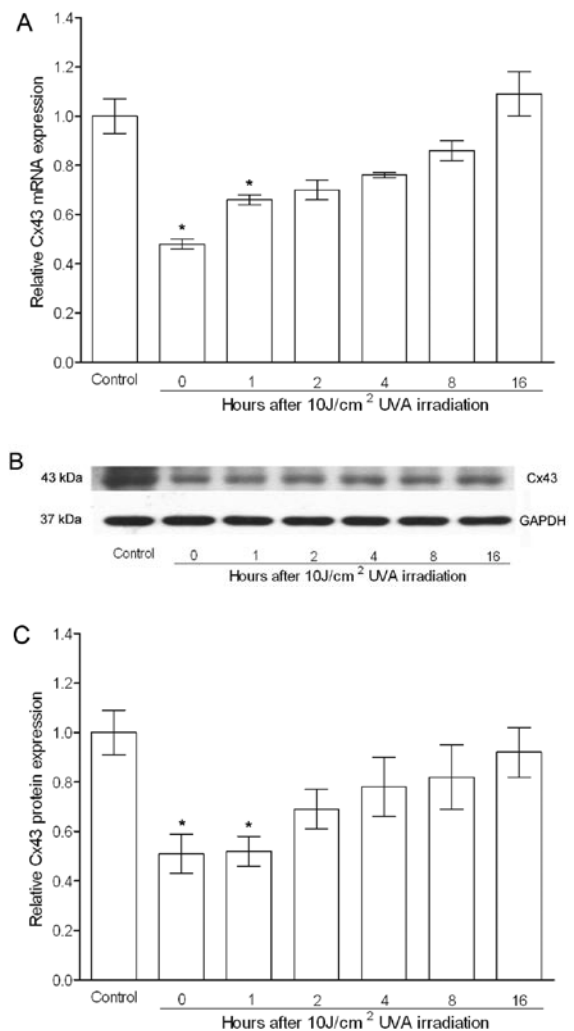 A
Relative Cx43 mRNA expression
1.4
1.2
1.0
0.8
0.6
0.4
0.2
0.0
* *
Control 0 1 2 4 8 16
Hours after 10J/cm 2 UVA irradiation
B
43 kDa Cx43
37 kDa GAPDH
Control 0 1 2 4 8 16
Hours after 10J/cm 2 UVA irradiation
C
Relative Cx43 protein expression
1.4
1.2
1.0
0.8
0.6
0.4
0.2
0.0
* *
Control 0 1 2 4 8 16
Hours after 10J/cm 2 UVA irradiation